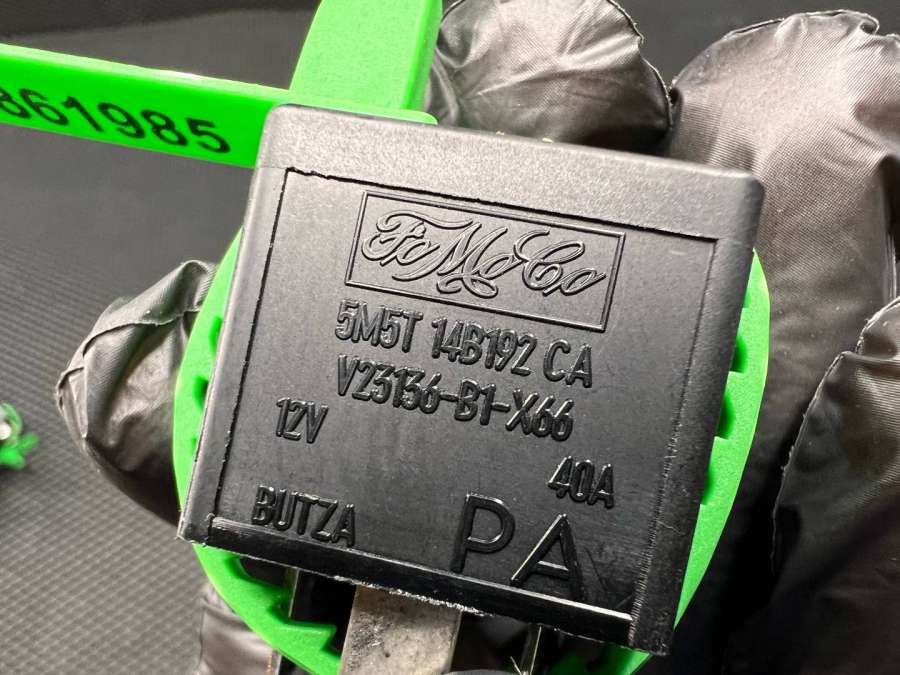 861985
FoMoCo
5M5T 14B192 CA
V23136-B1-X66
12V
40A
BUTZA
PA